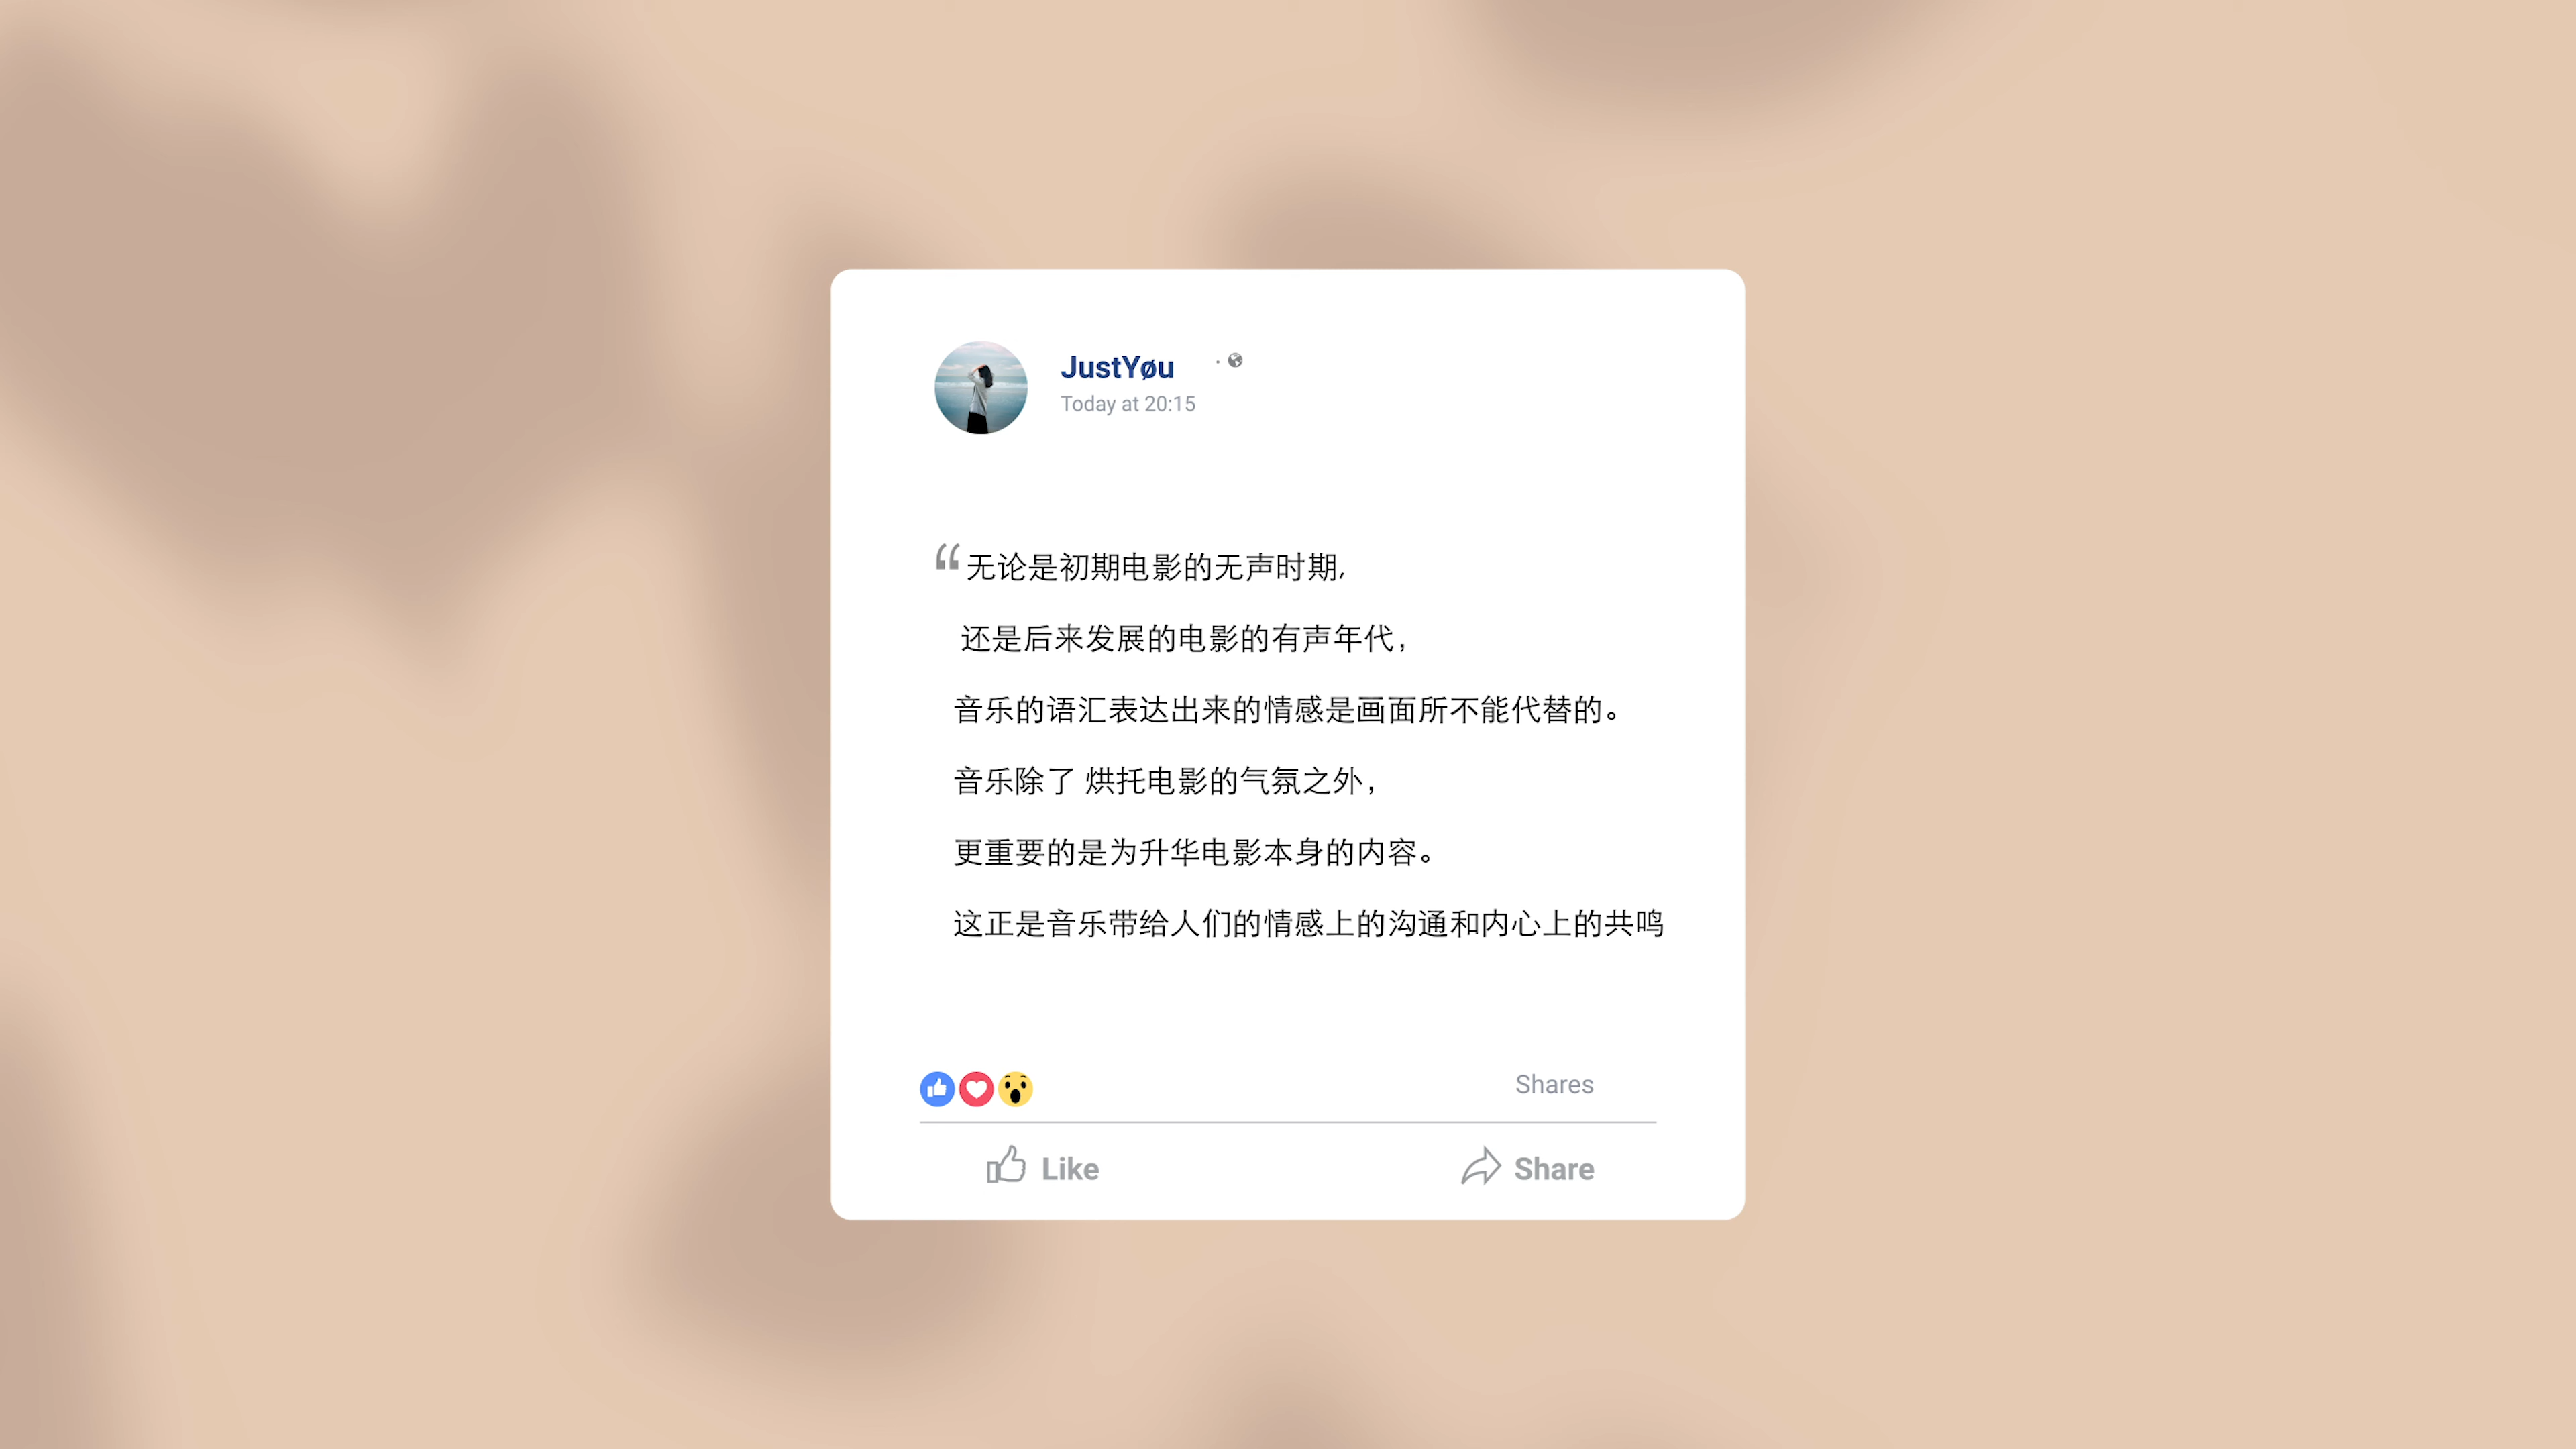 JustYøu
Today at 20:15
“无论是初期电影的无声时期,
还是后来发展的电影的有声年代，
音乐的语汇表达出来的情感是画面所不能代替的。
音乐除了 烘托电影的气氛之外，
更重要的是为升华电影本身的内容。
这正是音乐带给人们的情感上的沟通和内心上的共鸣
Shares
Like
Share